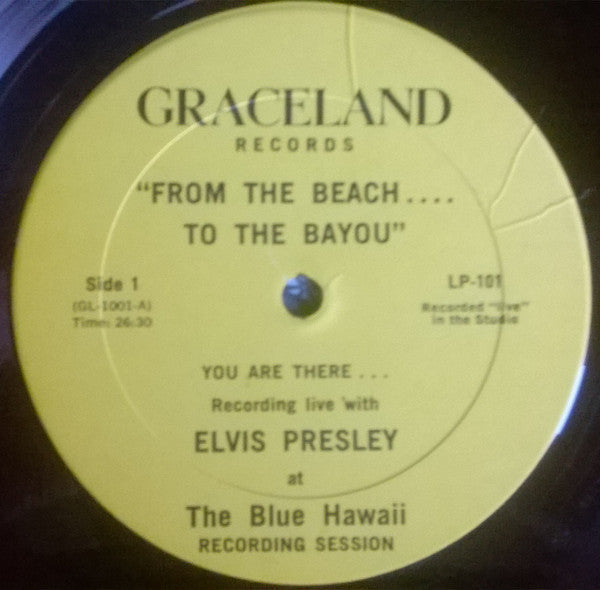 GRACELAND
RECORDS
"FROM THE BEACH....
TO THE BAYOU"
Side 1
(GL-1001-A)
Time: 26:30
LP-101
Recorded "live"
in the Studio
YOU ARE THERE...
Recording live with
ELVIS PRESLEY
at
The Blue Hawaii
RECORDING SESSION